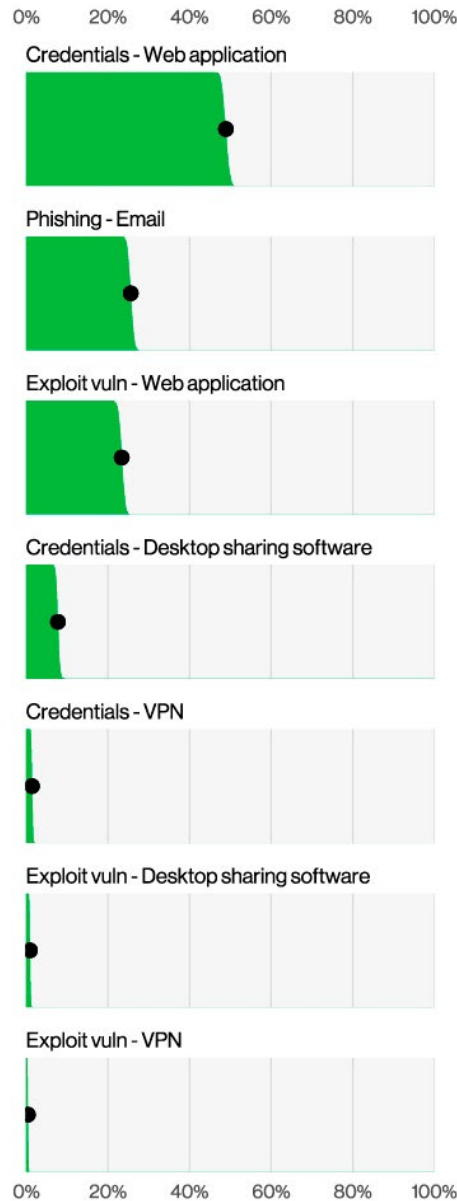 0% 20% 40% 60% 80% 100%
Credentials - Web application
Phishing - Email
Exploit vuln - Web application
Credentials - Desktop sharing software
Credentials - VPN
Exploit vuln - Desktop sharing software
Exploit vuln - VPN
0% 20% 40% 60% 80% 100%